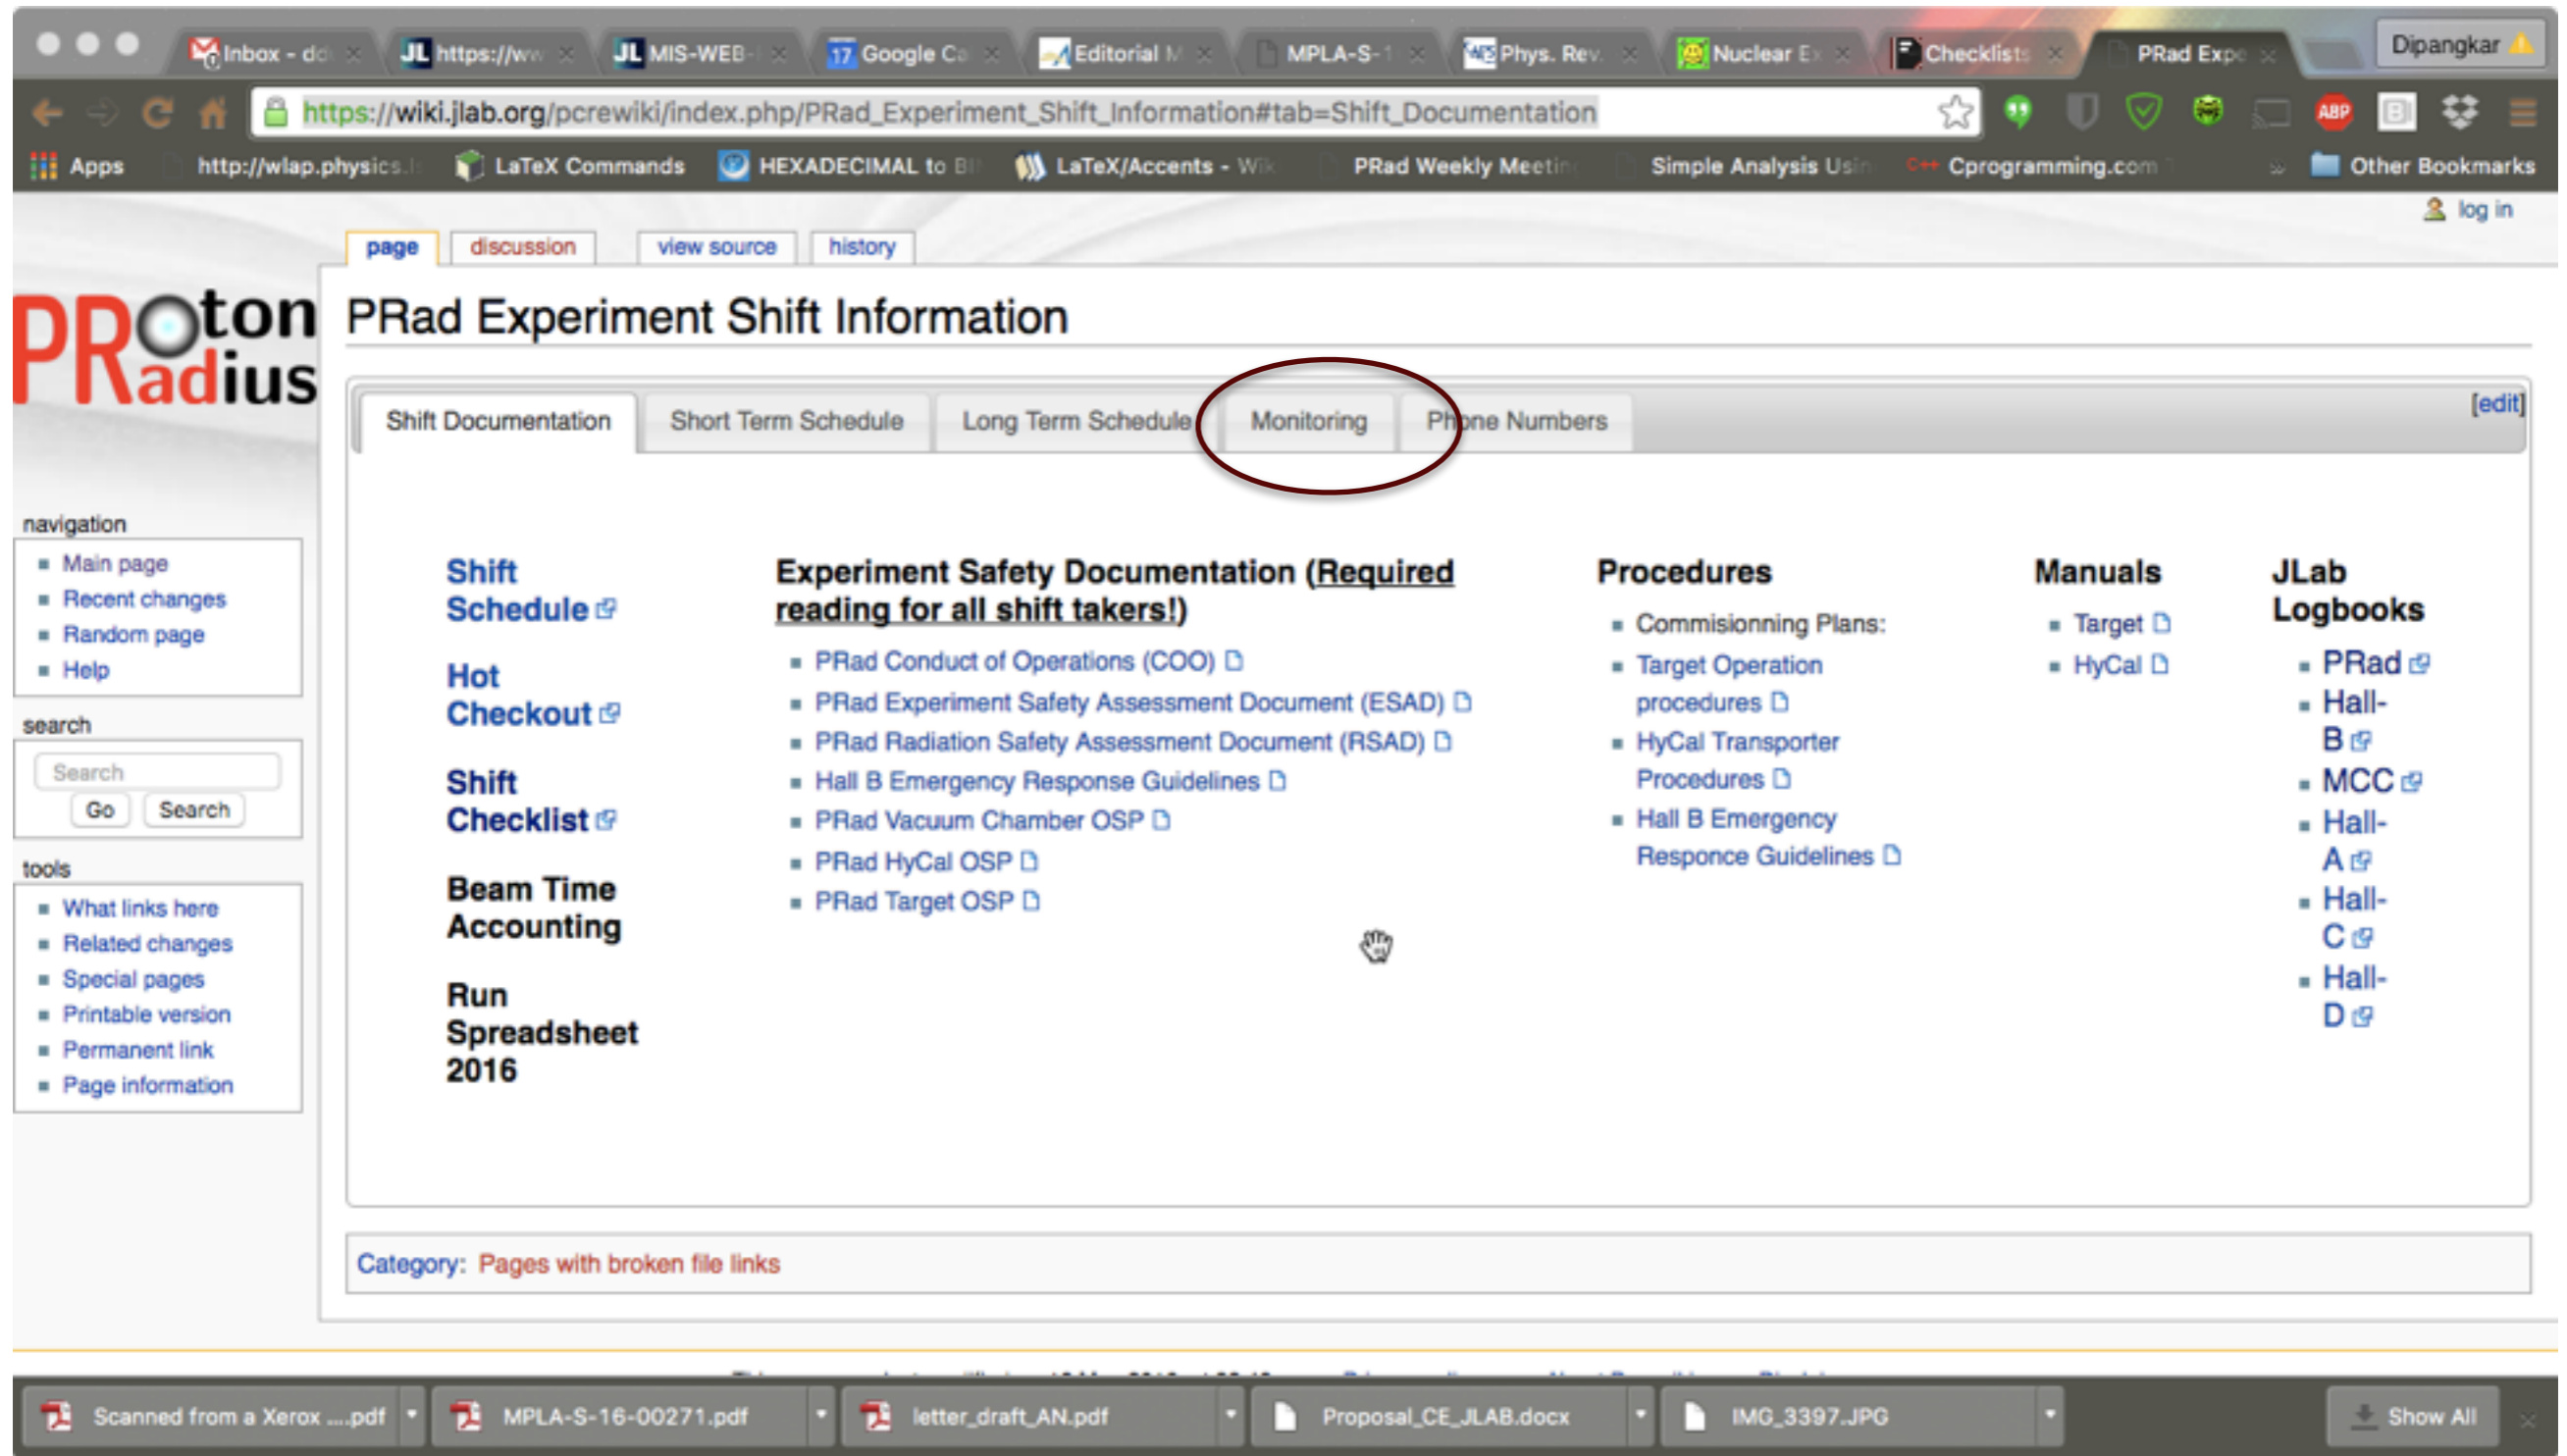 Inbox - dd
https://ww
MIS-WEB-
17 Google Ca
Editorial M
MPLA-S-1
Phys. Rev.
Nuclear Ex
Checklists
PRad Expe
Dipangkar
https://wiki.jlab.org/pcrewiki/index.php/PRad_Experiment_Shift_Information#tab=Shift_Documentation
ABP
Apps
http://wlap.physics.l
LaTeX Commands
HEXADECIMAL to BI
LaTeX/Accents - Wik
PRad Weekly Meetin
Simple Analysis Usin
C++ Cprogramming.com
Other Bookmarks
log in
page
discussion
view source
history
PROton
PRadius
PRad Experiment Shift Information
Shift Documentation
Short Term Schedule
Long Term Schedule
Monitoring
Phone Numbers
[edit]
navigation
Main page
Recent changes
Random page
Help
search
Search
Go
Search
tools
What links here
Related changes
Special pages
Printable version
Permanent link
Page information
Shift
Schedule
Hot
Checkout
Shift
Checklist
Beam Time
Accounting
Run
Spreadsheet
2016
Experiment Safety Documentation (Required
reading for all shift takers!)
PRad Conduct of Operations (COO)
PRad Experiment Safety Assessment Document (ESAD)
PRad Radiation Safety Assessment Document (RSAD)
Hall B Emergency Response Guidelines
PRad Vacuum Chamber OSP
PRad HyCal OSP
PRad Target OSP
Procedures
Commisionning Plans:
Target Operation
procedures
HyCal Transporter
Procedures
Hall B Emergency
Responce Guidelines
Manuals
Target
HyCal
JLab
Logbooks
PRad
Hall-
B
MCC
Hall-
A
Hall-
C
Hall-
D
Category: Pages with broken file links
Scanned from a Xerox ....pdf
MPLA-S-16-00271.pdf
letter_draft_AN.pdf
Proposal_CE_JLAB.docx
IMG_3397.JPG
Show All